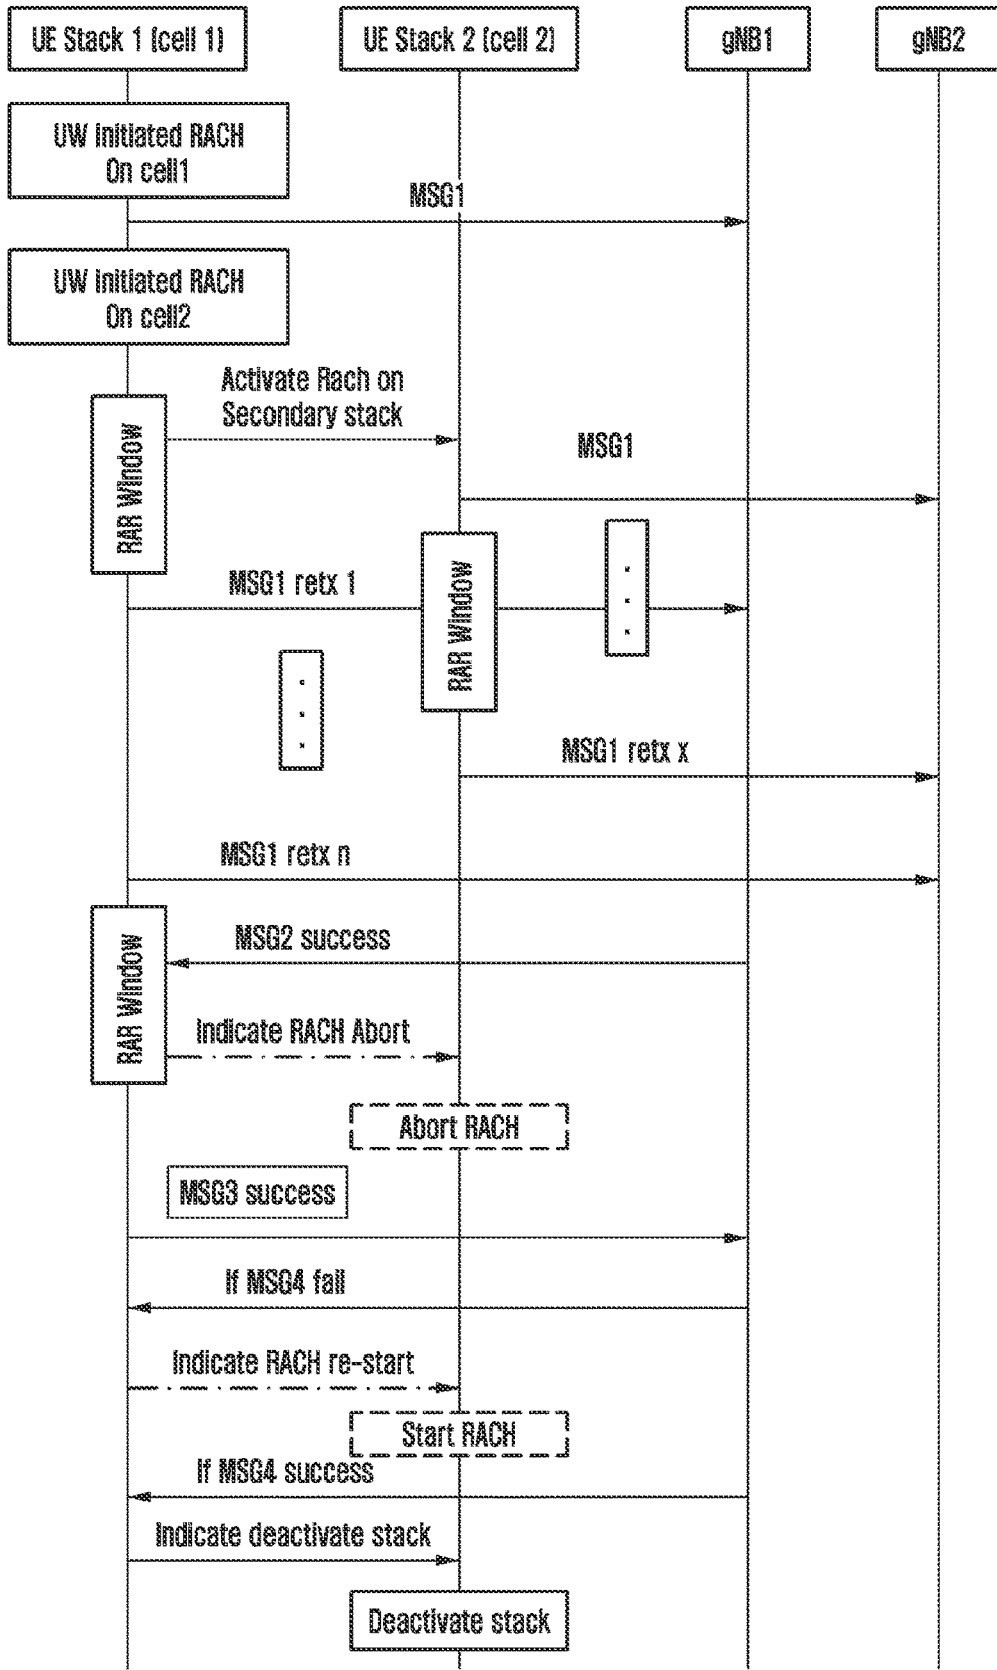 UE Stack 1 (cell 1)
UE Stack 2 (cell 2)
gNB1
gNB2
UW initiated RACH
On cell1
MSG1
UW initiated RACH
On cell2
Activate Rach on
Secondary stack
RAR Window
MSG1
RAR Window
MSG1 retx 1
MSG1 retx x
MSG1 retx n
RAR Window
MSG2 success
Indicate RACH Abort
Abort RACH
MSG3 success
If MSG4 fail
Indicate RACH re-start
Start RACH
If MSG4 success
Indicate deactivate stack
Deactivate stack